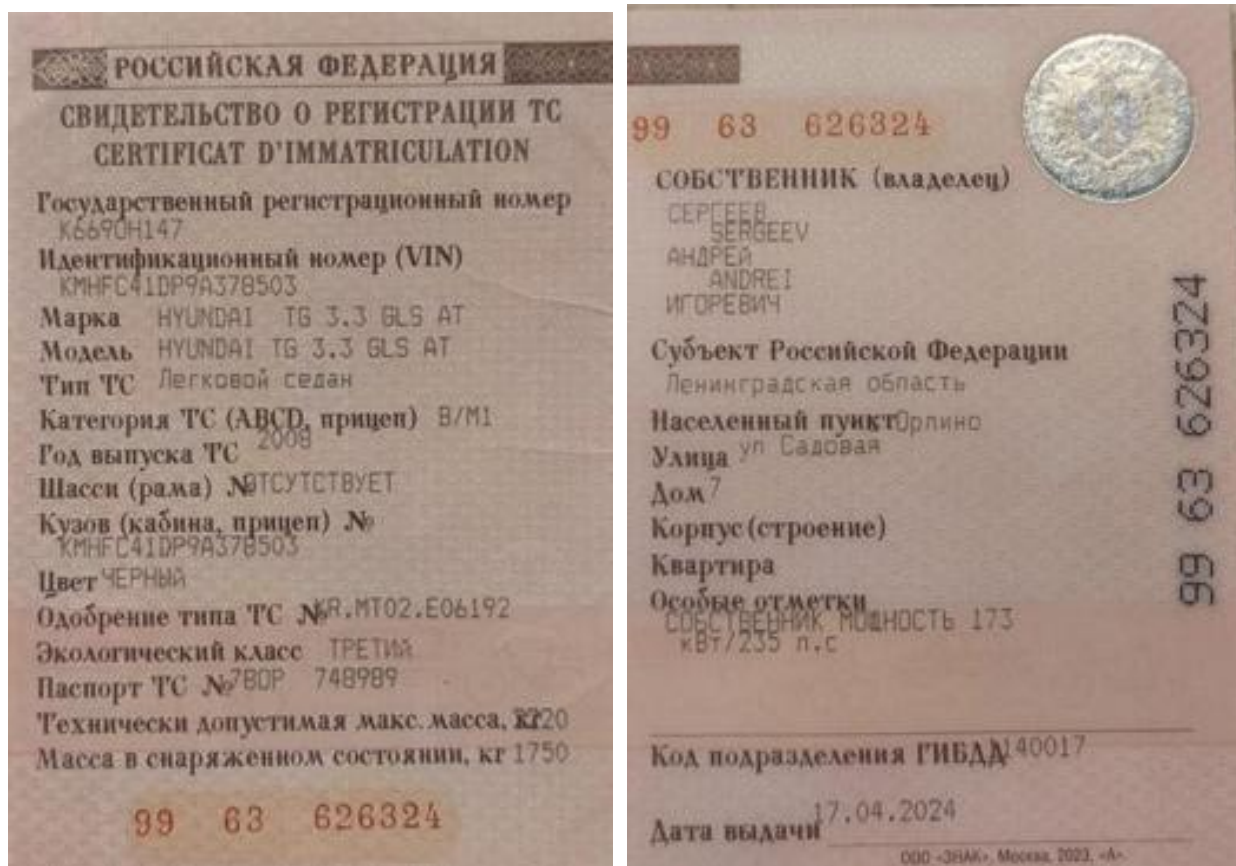 РОССИЙСКАЯ ФЕДЕРАЦИЯ
СВИДЕТЕЛЬСТВО О РЕГИСТРАЦИИ ТС
CERTIFICAT D'IMMATRICULATION
Государственный регистрационный номер
К669ОН147
Идентификационный номер (VIN)
KMHFC41DP9A378503
Марка HYUNDAI TG 3.3 GLS AT
Модель HYUNDAI TG 3.3 GLS AT
Тип ТС Легковой седан
Категория ТС (ABCD, прицеп) B/M1
Год выпуска ТС 2008
Шасси (рама) № ОТСУТСТВУЕТ
Кузов (кабина, прицеп) №
KMHFC41DP9A378503
Цвет ЧЕРНЫЙ
Одобрение типа ТС № KR.MT02.E06192
Экологический класс ТРЕТИЙ
Паспорт ТС № 78ОР 748989
Технически допустимая макс. масса, кг
Масса в снаряженном состоянии, кг 1750
99 63 626324
99 63 626324
СОБСТВЕННИК (владелец)
СЕРГЕЕВ
SERGEEV
АНДРЕЙ
ANDREI
ИГОРЕВИЧ
Субъект Российской Федерации
Ленинградская область
Населенный пункт Орлино
Улица ул Садовая
Дом 7
Корпус (строение)
Квартира
Особые отметки
СОБСТВЕННИК МОЩНОСТЬ 173
кВт/235 л.с
Код подразделения ГИБДД 1140017
Дата выдачи 17.04.2024
ООО «ЗНАК», Москва, 2023, «А».
99 63 626324